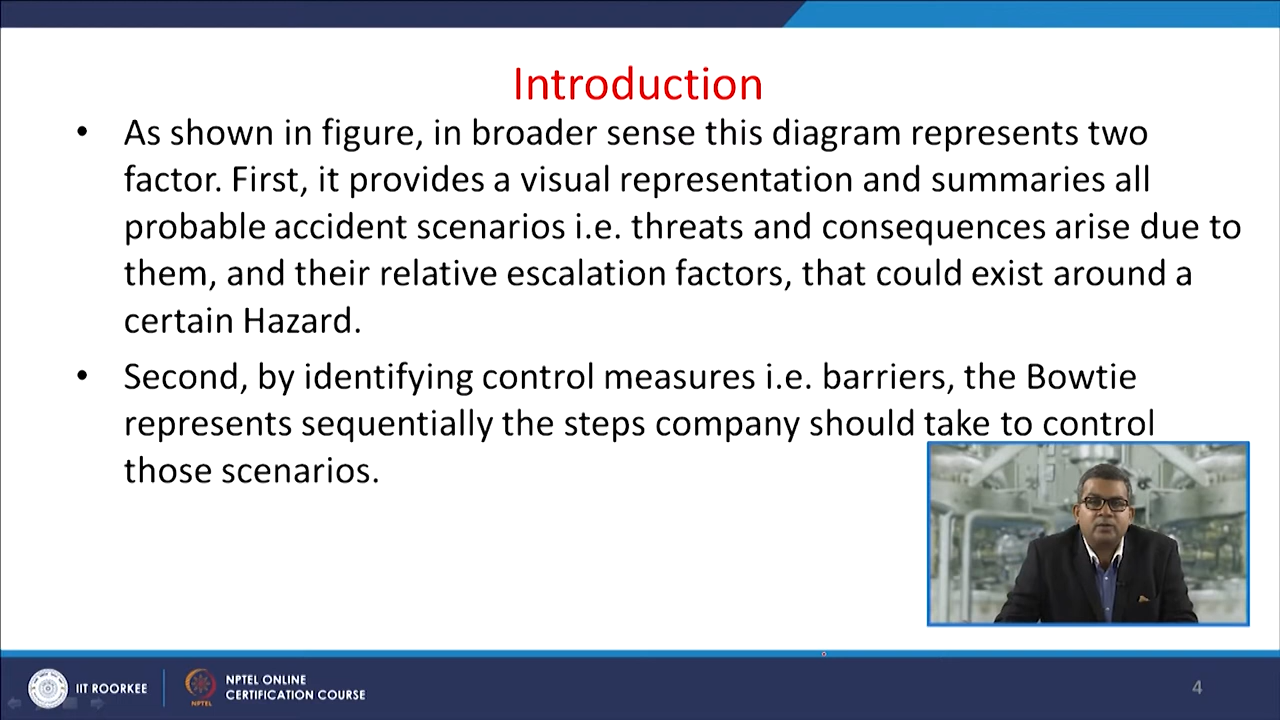 Introduction
• As shown in figure, in broader sense this diagram represents two
factor. First, it provides a visual representation and summaries all
probable accident scenarios i.e. threats and consequences arise due to
them, and their relative escalation factors, that could exist around a
certain Hazard.
• Second, by identifying control measures i.e. barriers, the Bowtie
represents sequentially the steps company should take to control
those scenarios.
IIT ROORKEE
NPTEL
NPTEL ONLINE
CERTIFICATION COURSE
4